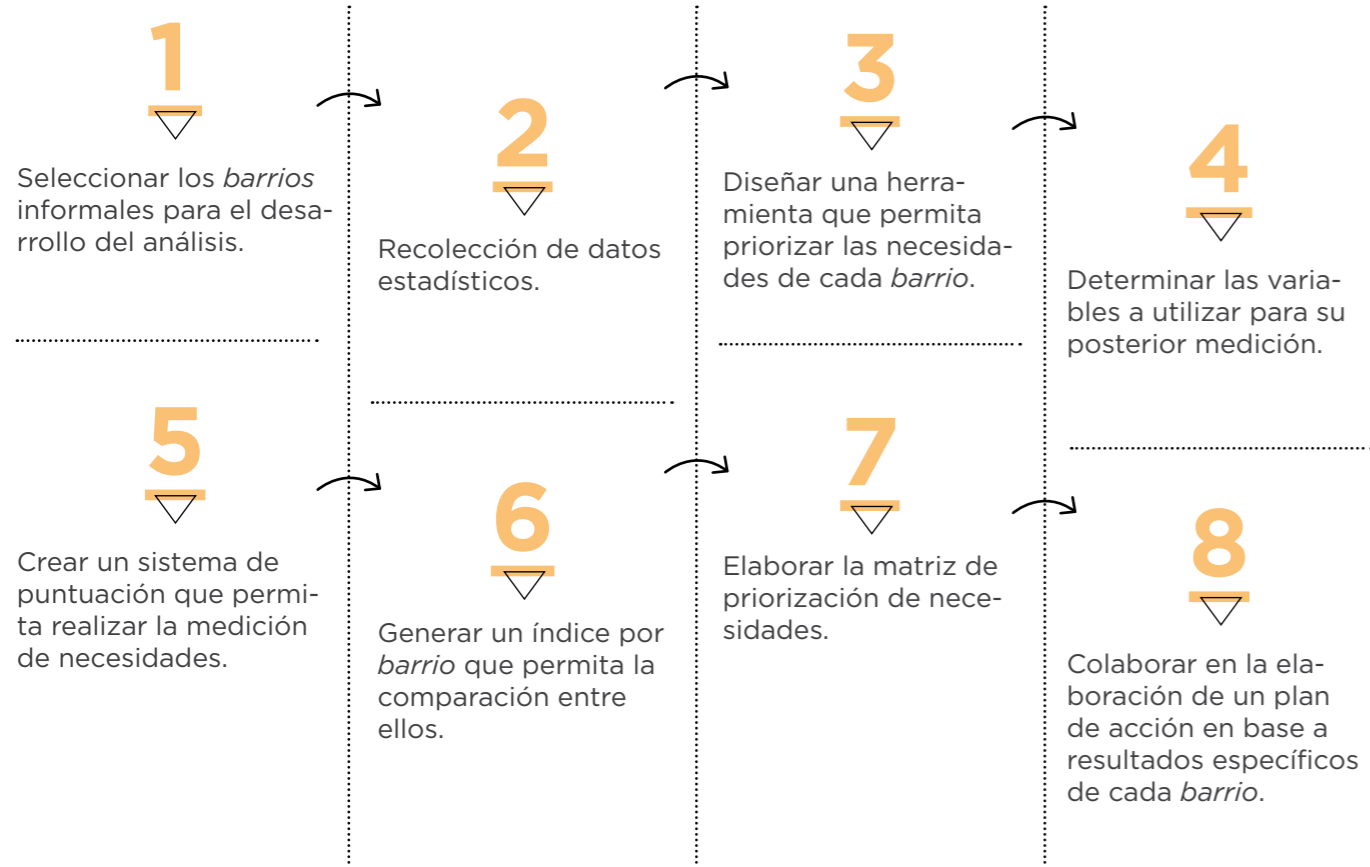 1
Seleccionar los barrios
informales para el desa-
rrollo del análisis.
2
Recolección de datos
estadísticos.
3
Diseñar una herra-
mienta que permita
priorizar las necesida-
des de cada barrio.
4
Determinar las varia-
bles a utilizar para su
posterior medición.
5
Crear un sistema de
puntuación que permi-
ta realizar la medición
de necesidades.
6
Generar un índice por
barrio que permita la
comparación entre
ellos.
7
Elaborar la matriz de
priorización de nece-
sidades.
8
Colaborar en la ela-
boración de un plan
de acción en base a
resultados específicos
de cada barrio.